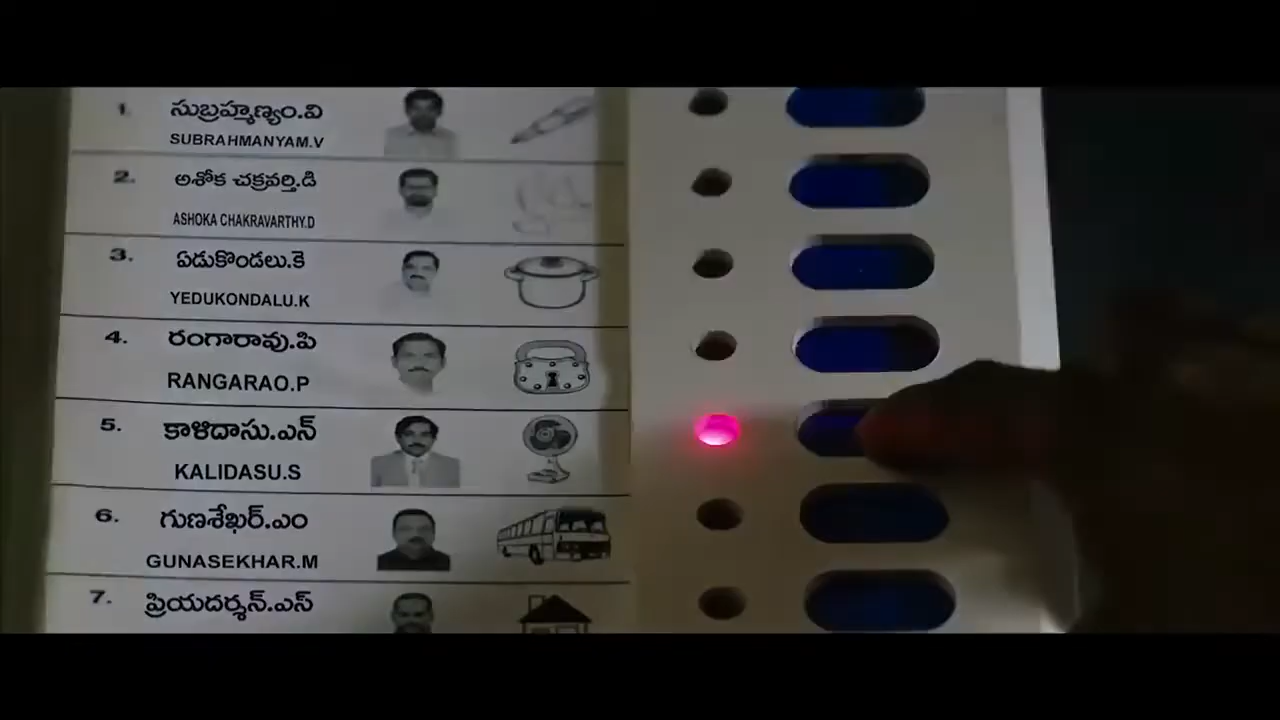 1. సుబ్రహ్మణ్యం.వి
SUBRAHMANYAM.V
2. అశోక చక్రవర్తి.డి
ASHOKA CHAKRAVARTHY.D
3. ఏడుకొండలు.కె
YEDUKONDALU.K
4. రంగారావు.పి
RANGARAO.P
5. కాళిదాసు.ఎస్
KALIDASU.S
6. గుణశేఖర్.ఎం
GUNASEKHAR.M
7. ప్రియదర్శన్.ఎస్